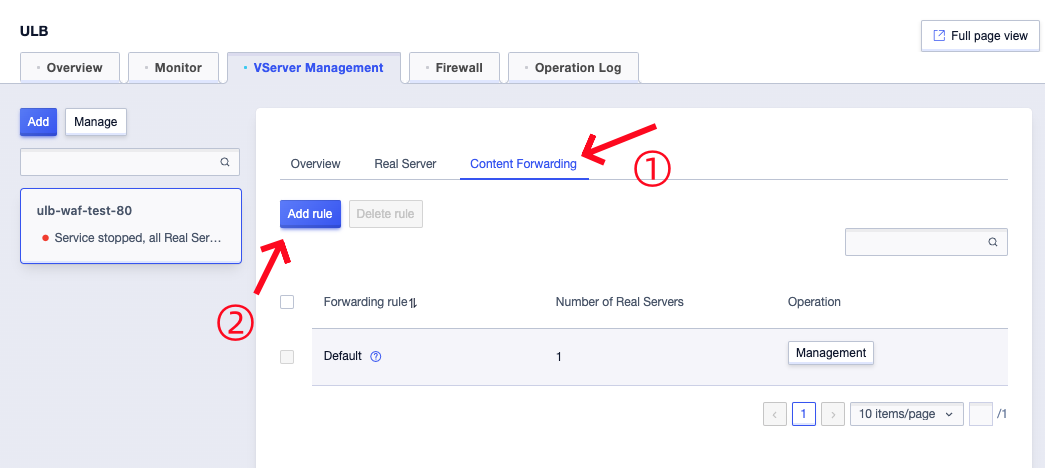 ULB
Full page view
Overview Monitor VServer Management Firewall Operation Log
Add Manage
Overview Real Server Content Forwarding
①
ulb-waf-test-80
Service stopped, all Real Ser...
Add rule Delete rule
②
Forwarding rule Number of Real Servers Operation
Default ? 1 Management
‹ 1 › 10 items/page /1